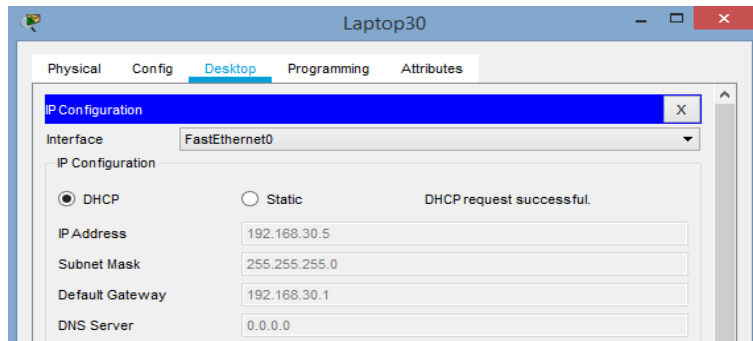 Laptop30
Physical Config Desktop Programming Attributes
IP Configuration X
Interface FastEthernet0
IP Configuration
DHCP Static DHCP request successful.
IP Address 192.168.30.5
Subnet Mask 255.255.255.0
Default Gateway 192.168.30.1
DNS Server 0.0.0.0